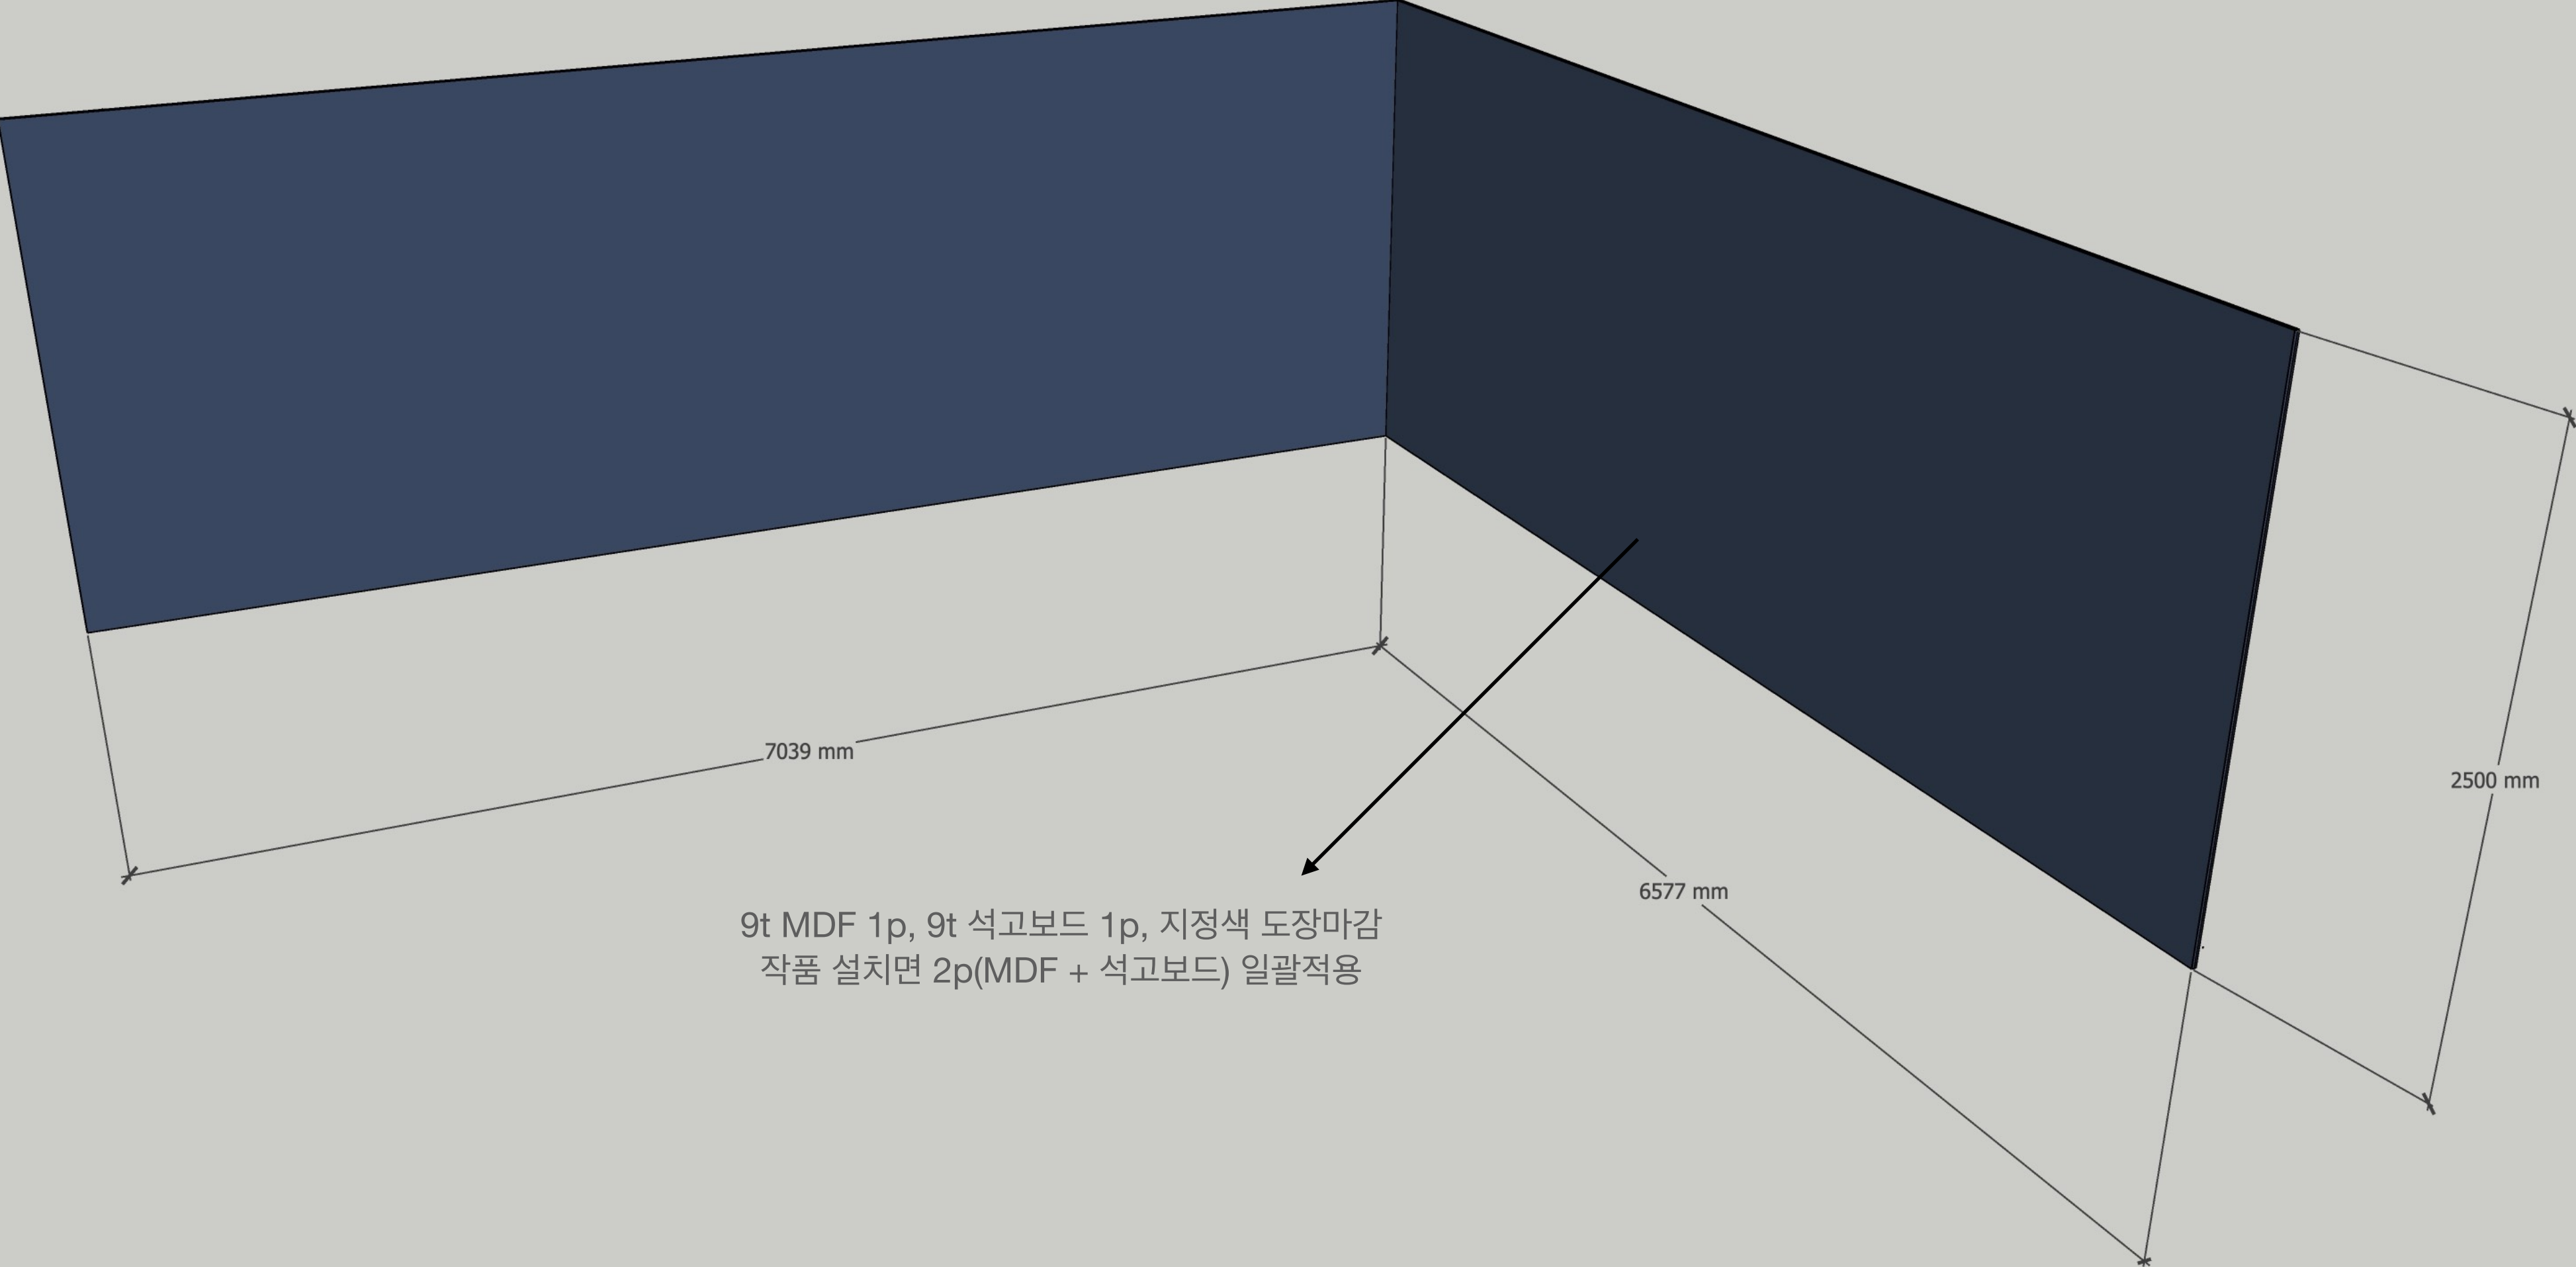 7039 mm
2500 mm
6577 mm
9t MDF 1p, 9t 석고보드 1p, 지정색 도장마감
작품 설치면 2p(MDF + 석고보드) 일괄적용